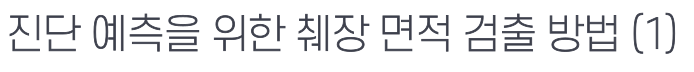 진단 예측을 위한 췌장 면적 검출 방법 (1)